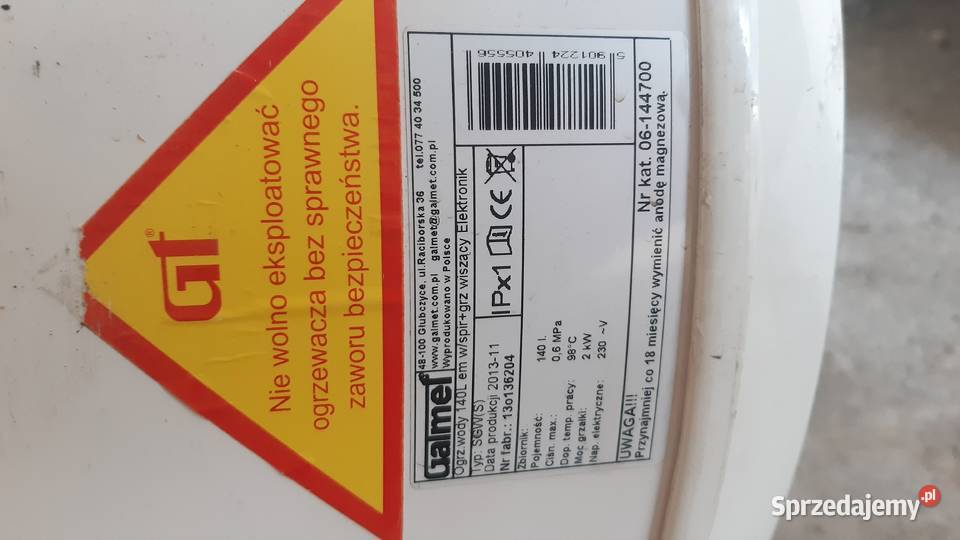 GT®
Nie wolno eksploatować
ogrzewacza bez sprawnego
zaworu bezpieczeństwa.
Galmet
48-100 Głubczyce, ul.Raciborska 36 tel.077 40 34 500
www.galmet.com.pl galmet@galmet.com.pl
Wyprodukowano w Polsce
Ogrz.wody 140L em w/spir+grz wiszący Elektronik
Typ: SGW(S)
Data produkcji 2013-11
Nr fabr.: 13o136204
IPx1 CE
Zbiornik:
Pojemność: 140 l.
Ciśn. max.: 0,6 MPa
Dop. temp. pracy: 98°C
Moc grzałki: 2 kW
Nap. elektryczne: 230 ~V
5 901224 405556
Nr kat. 06-144700
UWAGA!!!
Przynajmniej co 18 miesięcy wymienić anodę magnezową.
Sprzedajemy.pl